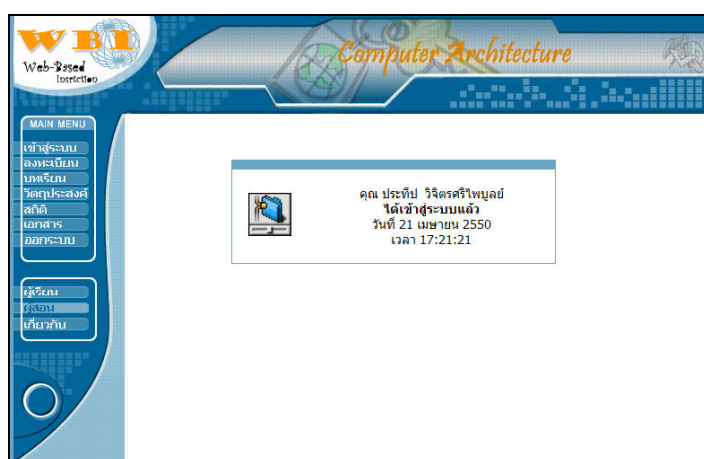 WBI
Web-Based
Insrtction
Computer Architecture
MAIN MENU
เข้าสู่ระบบ
ลงทะเบียน
บทเรียน
วัตถุประสงค์
สถิติ
เอกสาร
ออกระบบ
ผู้เรียน
ผู้สอน
เกี่ยวกับ
คุณ ประทีป วิจิตรศรีไพบูลย์
ได้เข้าสู่ระบบแล้ว
วันที่ 21 เมษายน 2550
เวลา 17:21:21